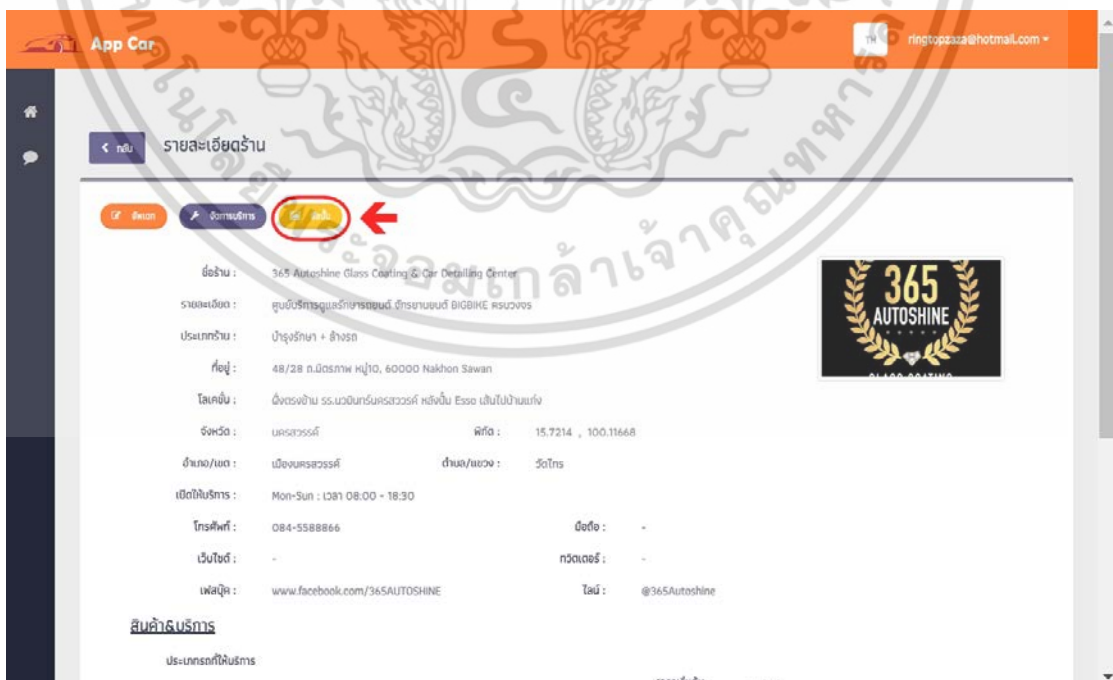 App Car
TH ringtopzaza@hotmail.com
กลับ รายละเอียดร้าน
อัพเดท จัดการบริการ
ชื่อร้าน : 365 Autoshine Glass Coating & Car Detailing Center
รายละเอียด : ศูนย์บริการดูแลรักษารถยนต์ จักรยานยนต์ BIGBIKE ครบวงจร
ประเภทร้าน : บำรุงรักษา + ล้างรถ
ที่อยู่ : 48/28 ถ.มิตรภาพ หมู่10, 60000 Nakhon Sawan
โลเคชั่น : ฝั่งตรงข้าม รร.นวมินทร์นครสวรรค์ หลังปั้ม Esso เส้นไปบ้านแก่ง
จังหวัด : นครสวรรค์ พิกัด : 15.7214 , 100.11668
อำเภอ/เขต : เมืองนครสวรรค์ ตำบล/แขวง : วัดไทร
เปิดให้บริการ : Mon-Sun : เวลา 08:00 - 18:30
โทรศัพท์ : 084-5588866 มือถือ : -
เว็บไซต์ : - ทวิตเตอร์ : -
เฟสบุ๊ค : www.facebook.com/365AUTOSHINE ไลน์ : @365Autoshine
365
AUTOSHINE
GLASS COATING
สินค้า&บริการ
ประเภทรถที่ให้บริการ